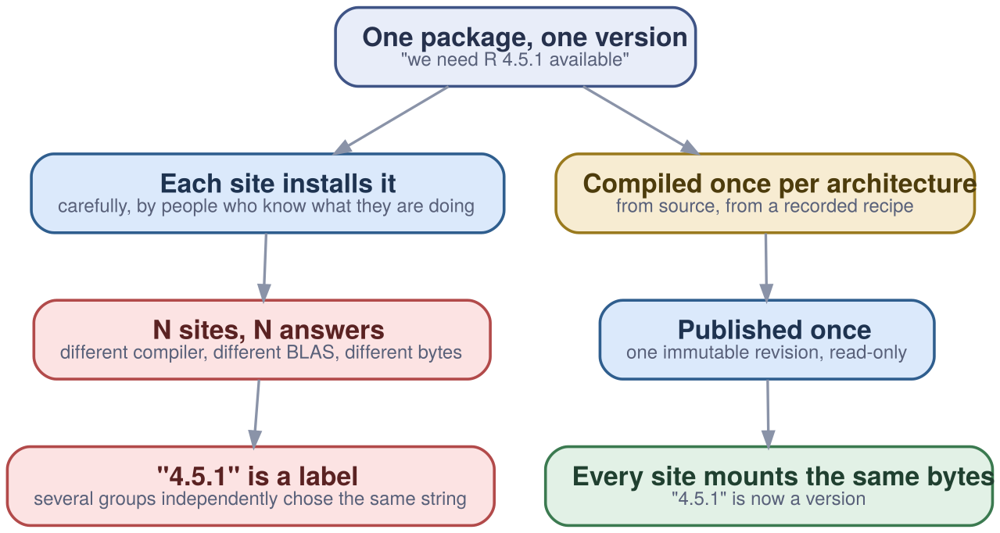 One package, one version
"we need R 4.5.1 available"
Each site installs it
carefully, by people who know what they are doing
Compiled once per architecture
from source, from a recorded recipe
N sites, N answers
different compiler, different BLAS, different bytes
Published once
one immutable revision, read-only
"4.5.1" is a label
several groups independently chose the same string
Every site mounts the same bytes
"4.5.1" is now a version